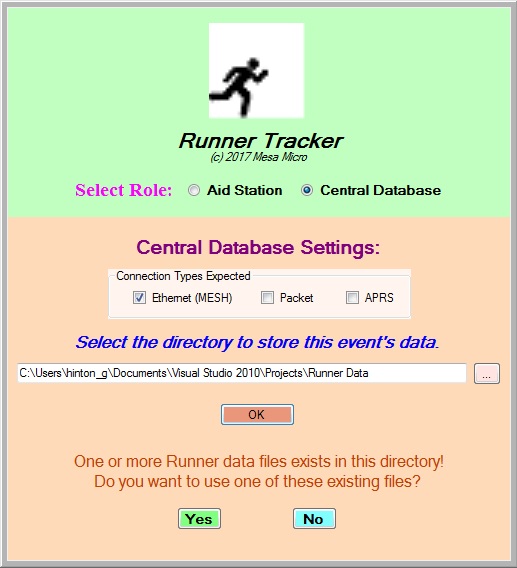 Runner Tracker
(c) 2017 Mesa Micro
Select Role: Aid Station Central Database
Central Database Settings:
Connection Types Expected
Ethernet (MESH) Packet APRS
Select the directory to store this event's data.
C:\Users\hinton_g\Documents\Visual Studio 2010\Projects\Runner Data ...
OK
One or more Runner data files exists in this directory!
Do you want to use one of these existing files?
Yes No